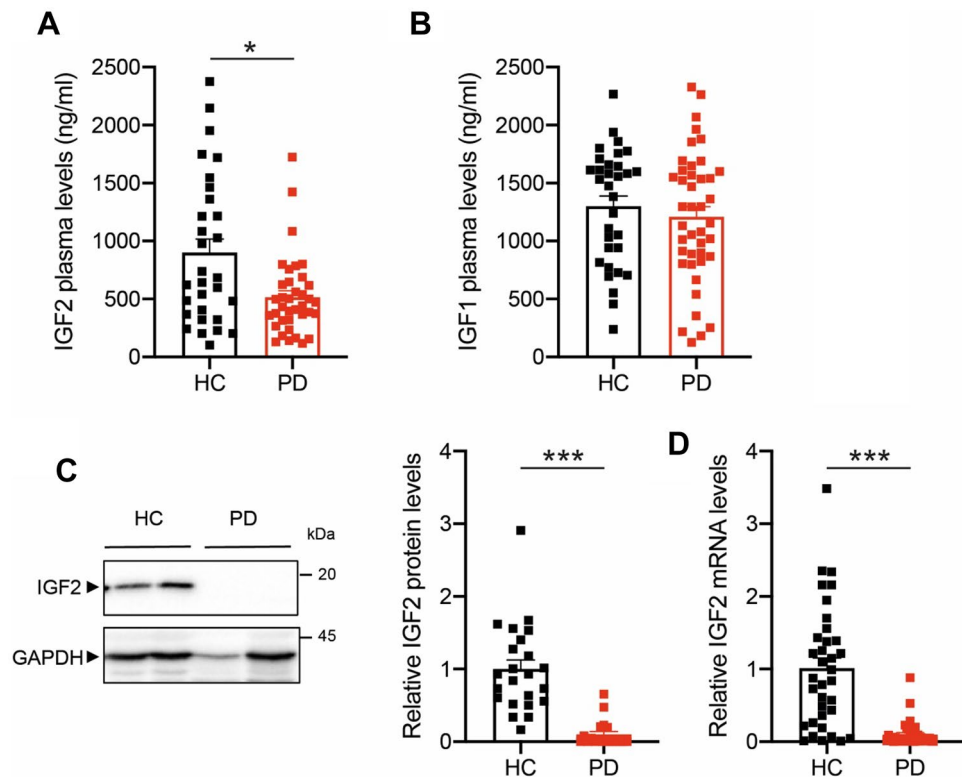 A
*
IGF2 plasma levels (ng/ml)
2500
2000
1500
1000
500
0
HC PD
B
IGF1 plasma levels (ng/ml)
2500
2000
1500
1000
500
0
HC PD
C
HC PD
kDa
IGF2
20
45
GAPDH
Relative IGF2 protein levels
4
3
2
1
0
***
HC PD
D
Relative IGF2 mRNA levels
4
3
2
1
0
***
HC PD